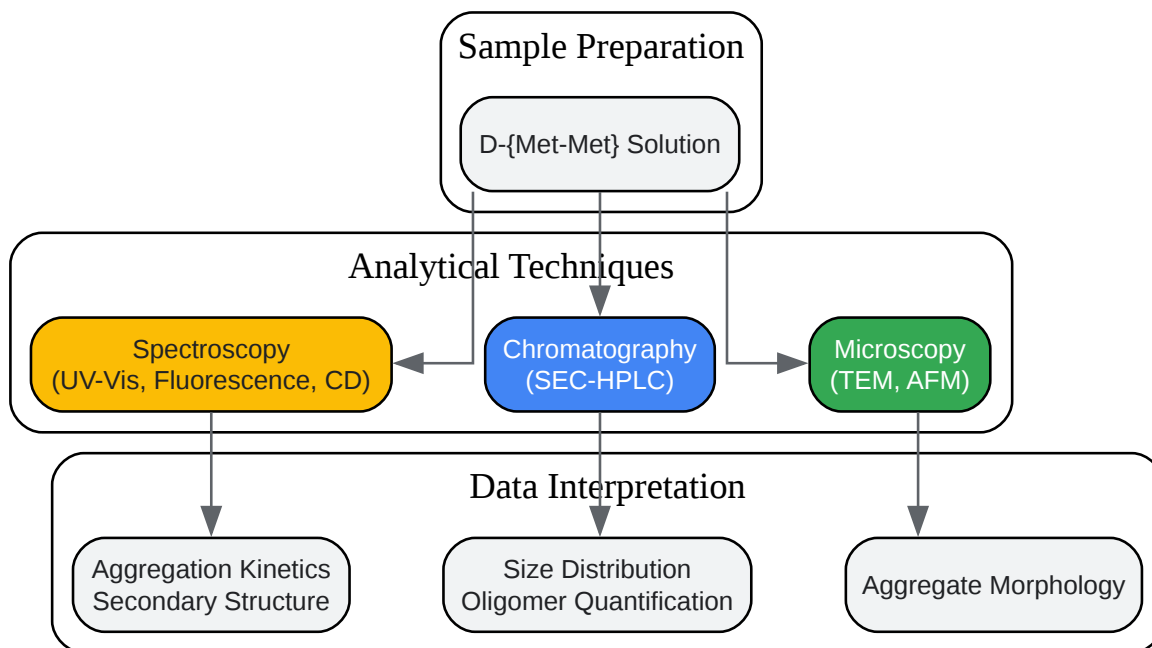 Sample Preparation
D-{Met-Met} Solution
Analytical Techniques
Spectroscopy
(UV-Vis, Fluorescence, CD)
Chromatography
(SEC-HPLC)
Microscopy
(TEM, AFM)
Data Interpretation
Aggregation Kinetics
Secondary Structure
Size Distribution
Oligomer Quantification
Aggregate Morphology